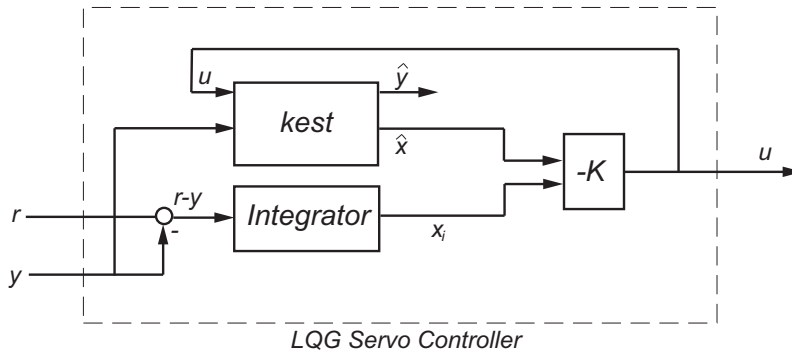 u
ŷ
kest
x̂
-K
u
r
r-y
-
Integrator
xᵢ
y
LQG Servo Controller